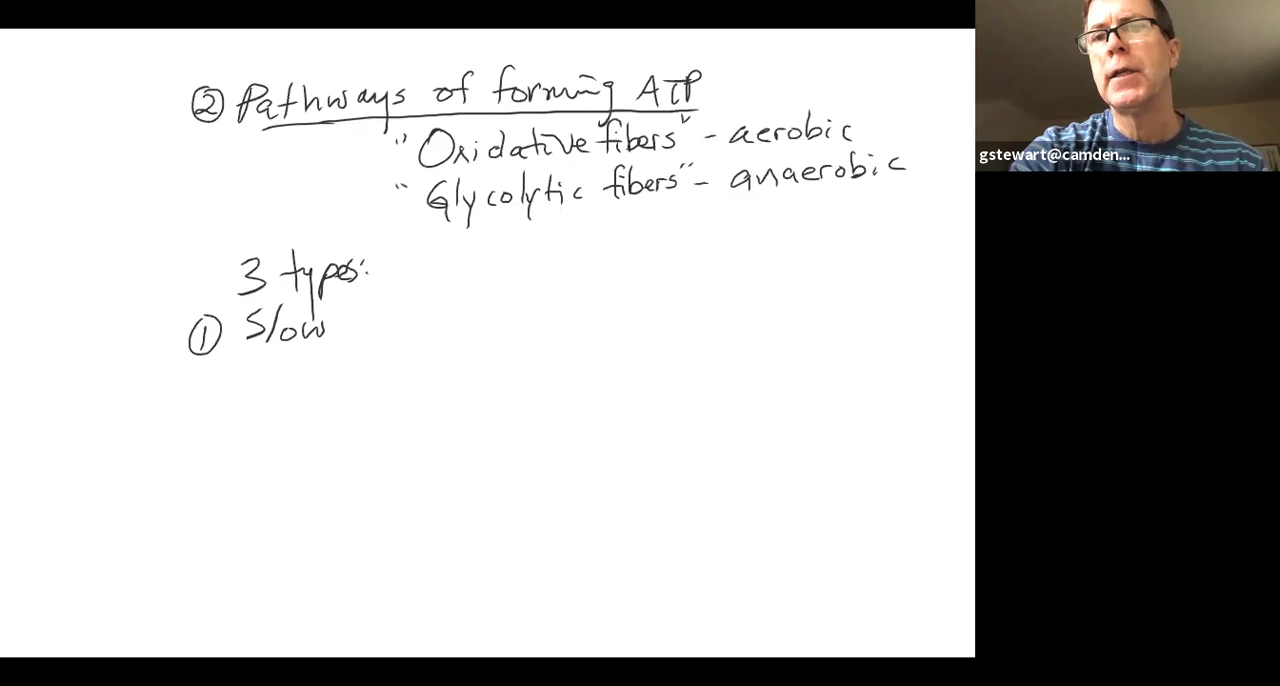 ② Pathways of forming ATP
"Oxidative fibers" - aerobic
"Glycolytic fibers" - anaerobic
3 types:
① Slow
gstewart@camden...